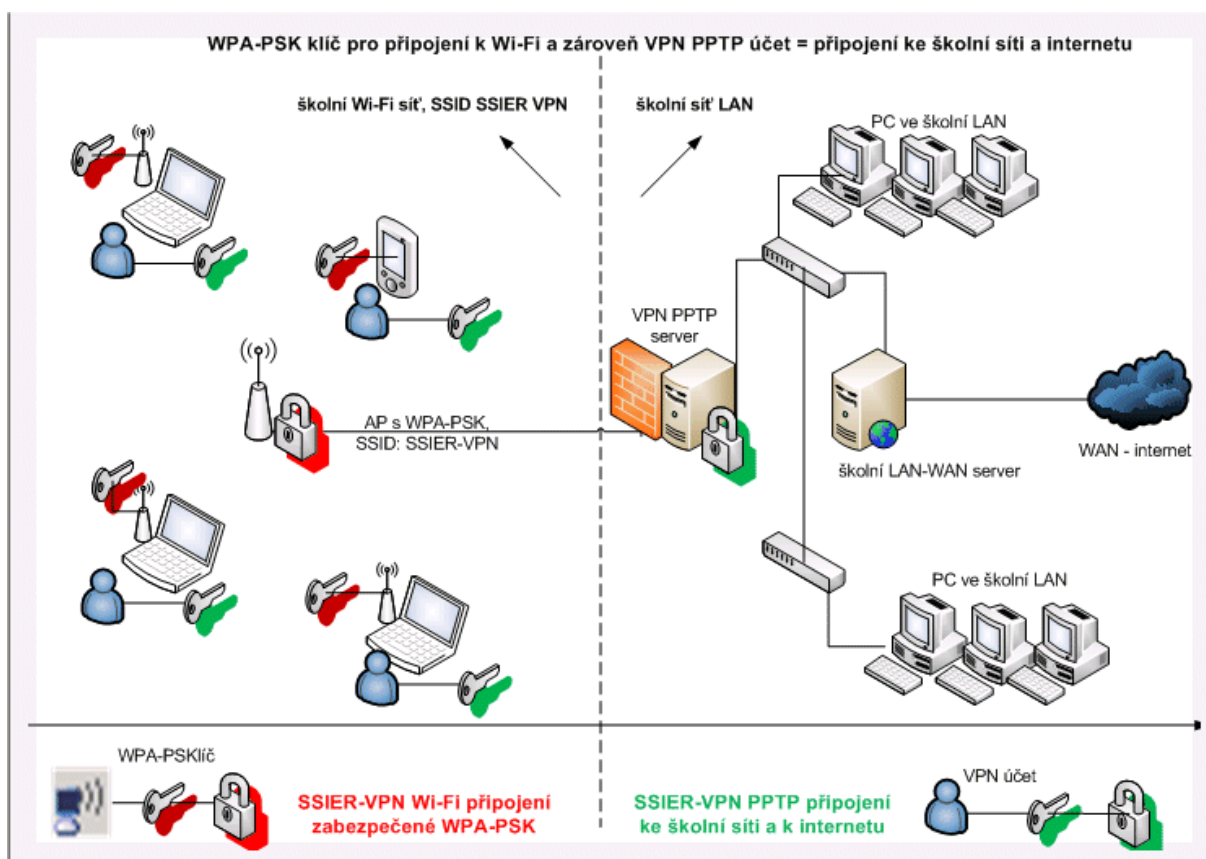 WPA-PSK klíč pro připojení k Wi-Fi a zároveň VPN PPTP účet = připojení ke školní síti a internetu
školní Wi-Fi síť, SSID SSIER VPN
školní síť LAN
PC ve školní LAN
VPN PPTP
server
AP s WPA-PSK,
SSID: SSIER-VPN
školní LAN-WAN server
WAN - internet
PC ve školní LAN
WPA-PSKlíč
SSIER-VPN Wi-Fi připojení
zabezpečené WPA-PSK
SSIER-VPN PPTP připojení
ke školní síti a k internetu
VPN účet